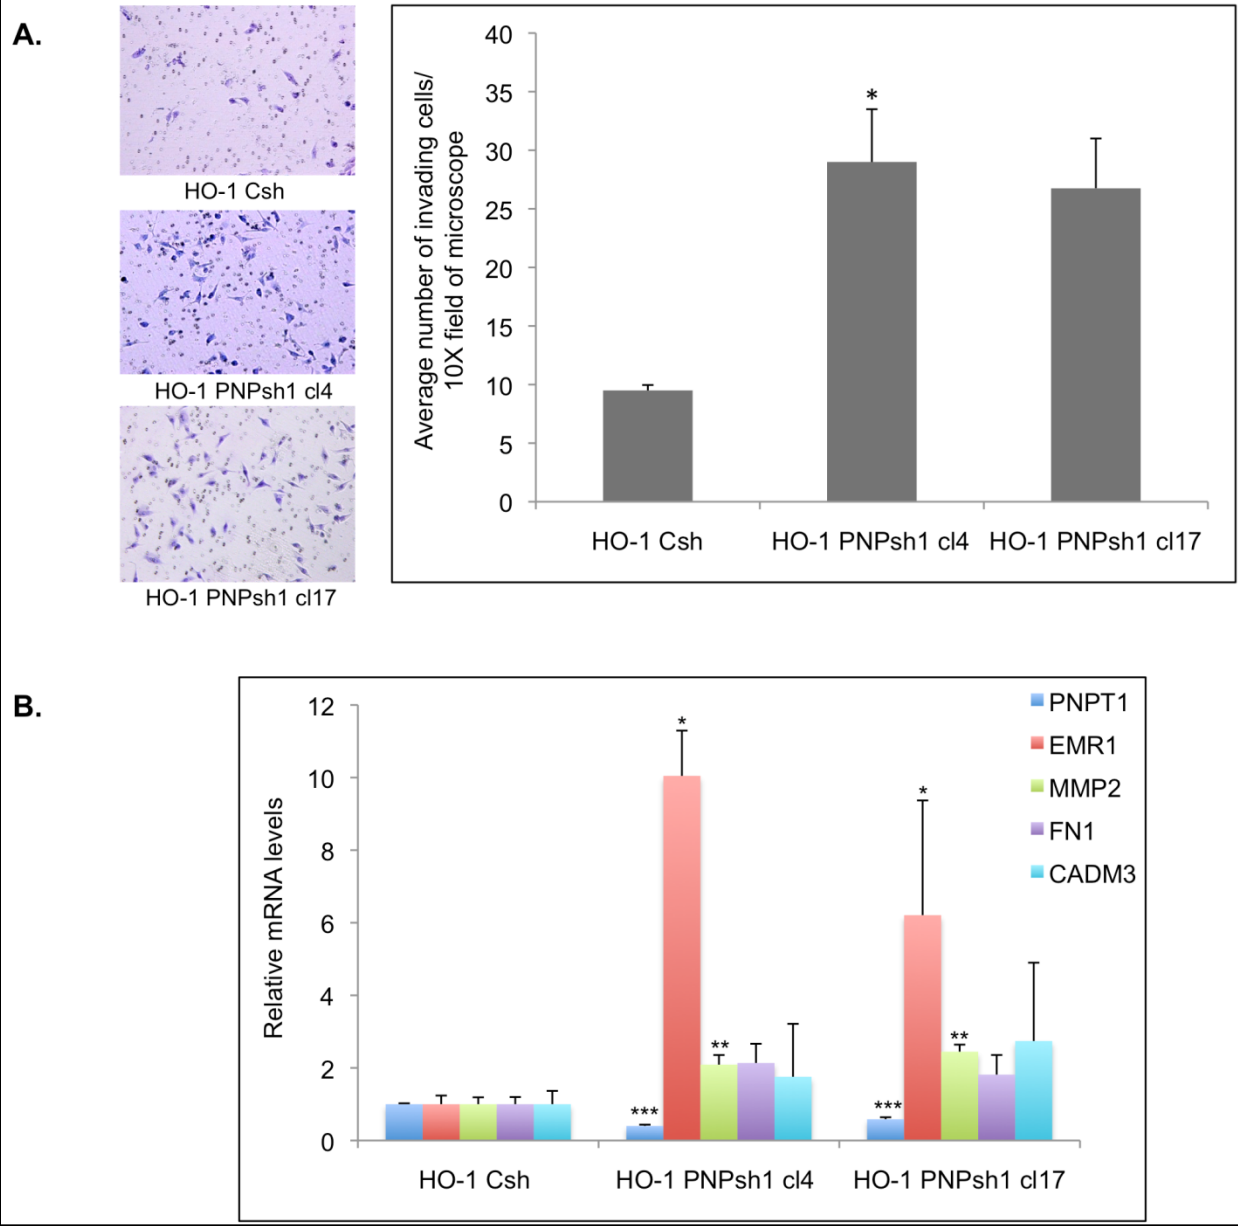 A.
HO-1 Csh
HO-1 PNPsh1 cl4
HO-1 PNPsh1 cl17
Average number of invading cells/
10X field of microscope
40
35
30
25
20
15
10
5
0
*
HO-1 Csh
HO-1 PNPsh1 cl4
HO-1 PNPsh1 cl17
B.
Relative mRNA levels
12
10
8
6
4
2
0
***
*
**
***
*
**
HO-1 Csh
HO-1 PNPsh1 cl4
HO-1 PNPsh1 cl17
PNPT1
EMR1
MMP2
FN1
CADM3